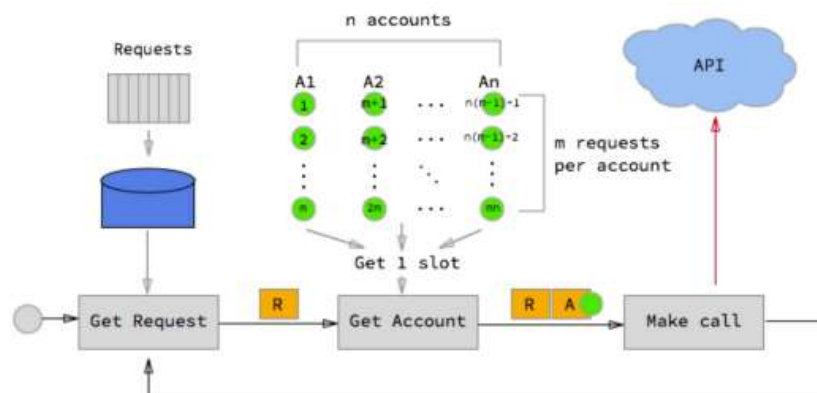 n accounts
Requests
API
A1 A2 An
1 n+1 ... n(m-1)+1
2 n+2 ... n(m-1)+2
m requests
per account
m 2m ... mn
Get 1 slot
R
R A
Get Request
Get Account
Make call